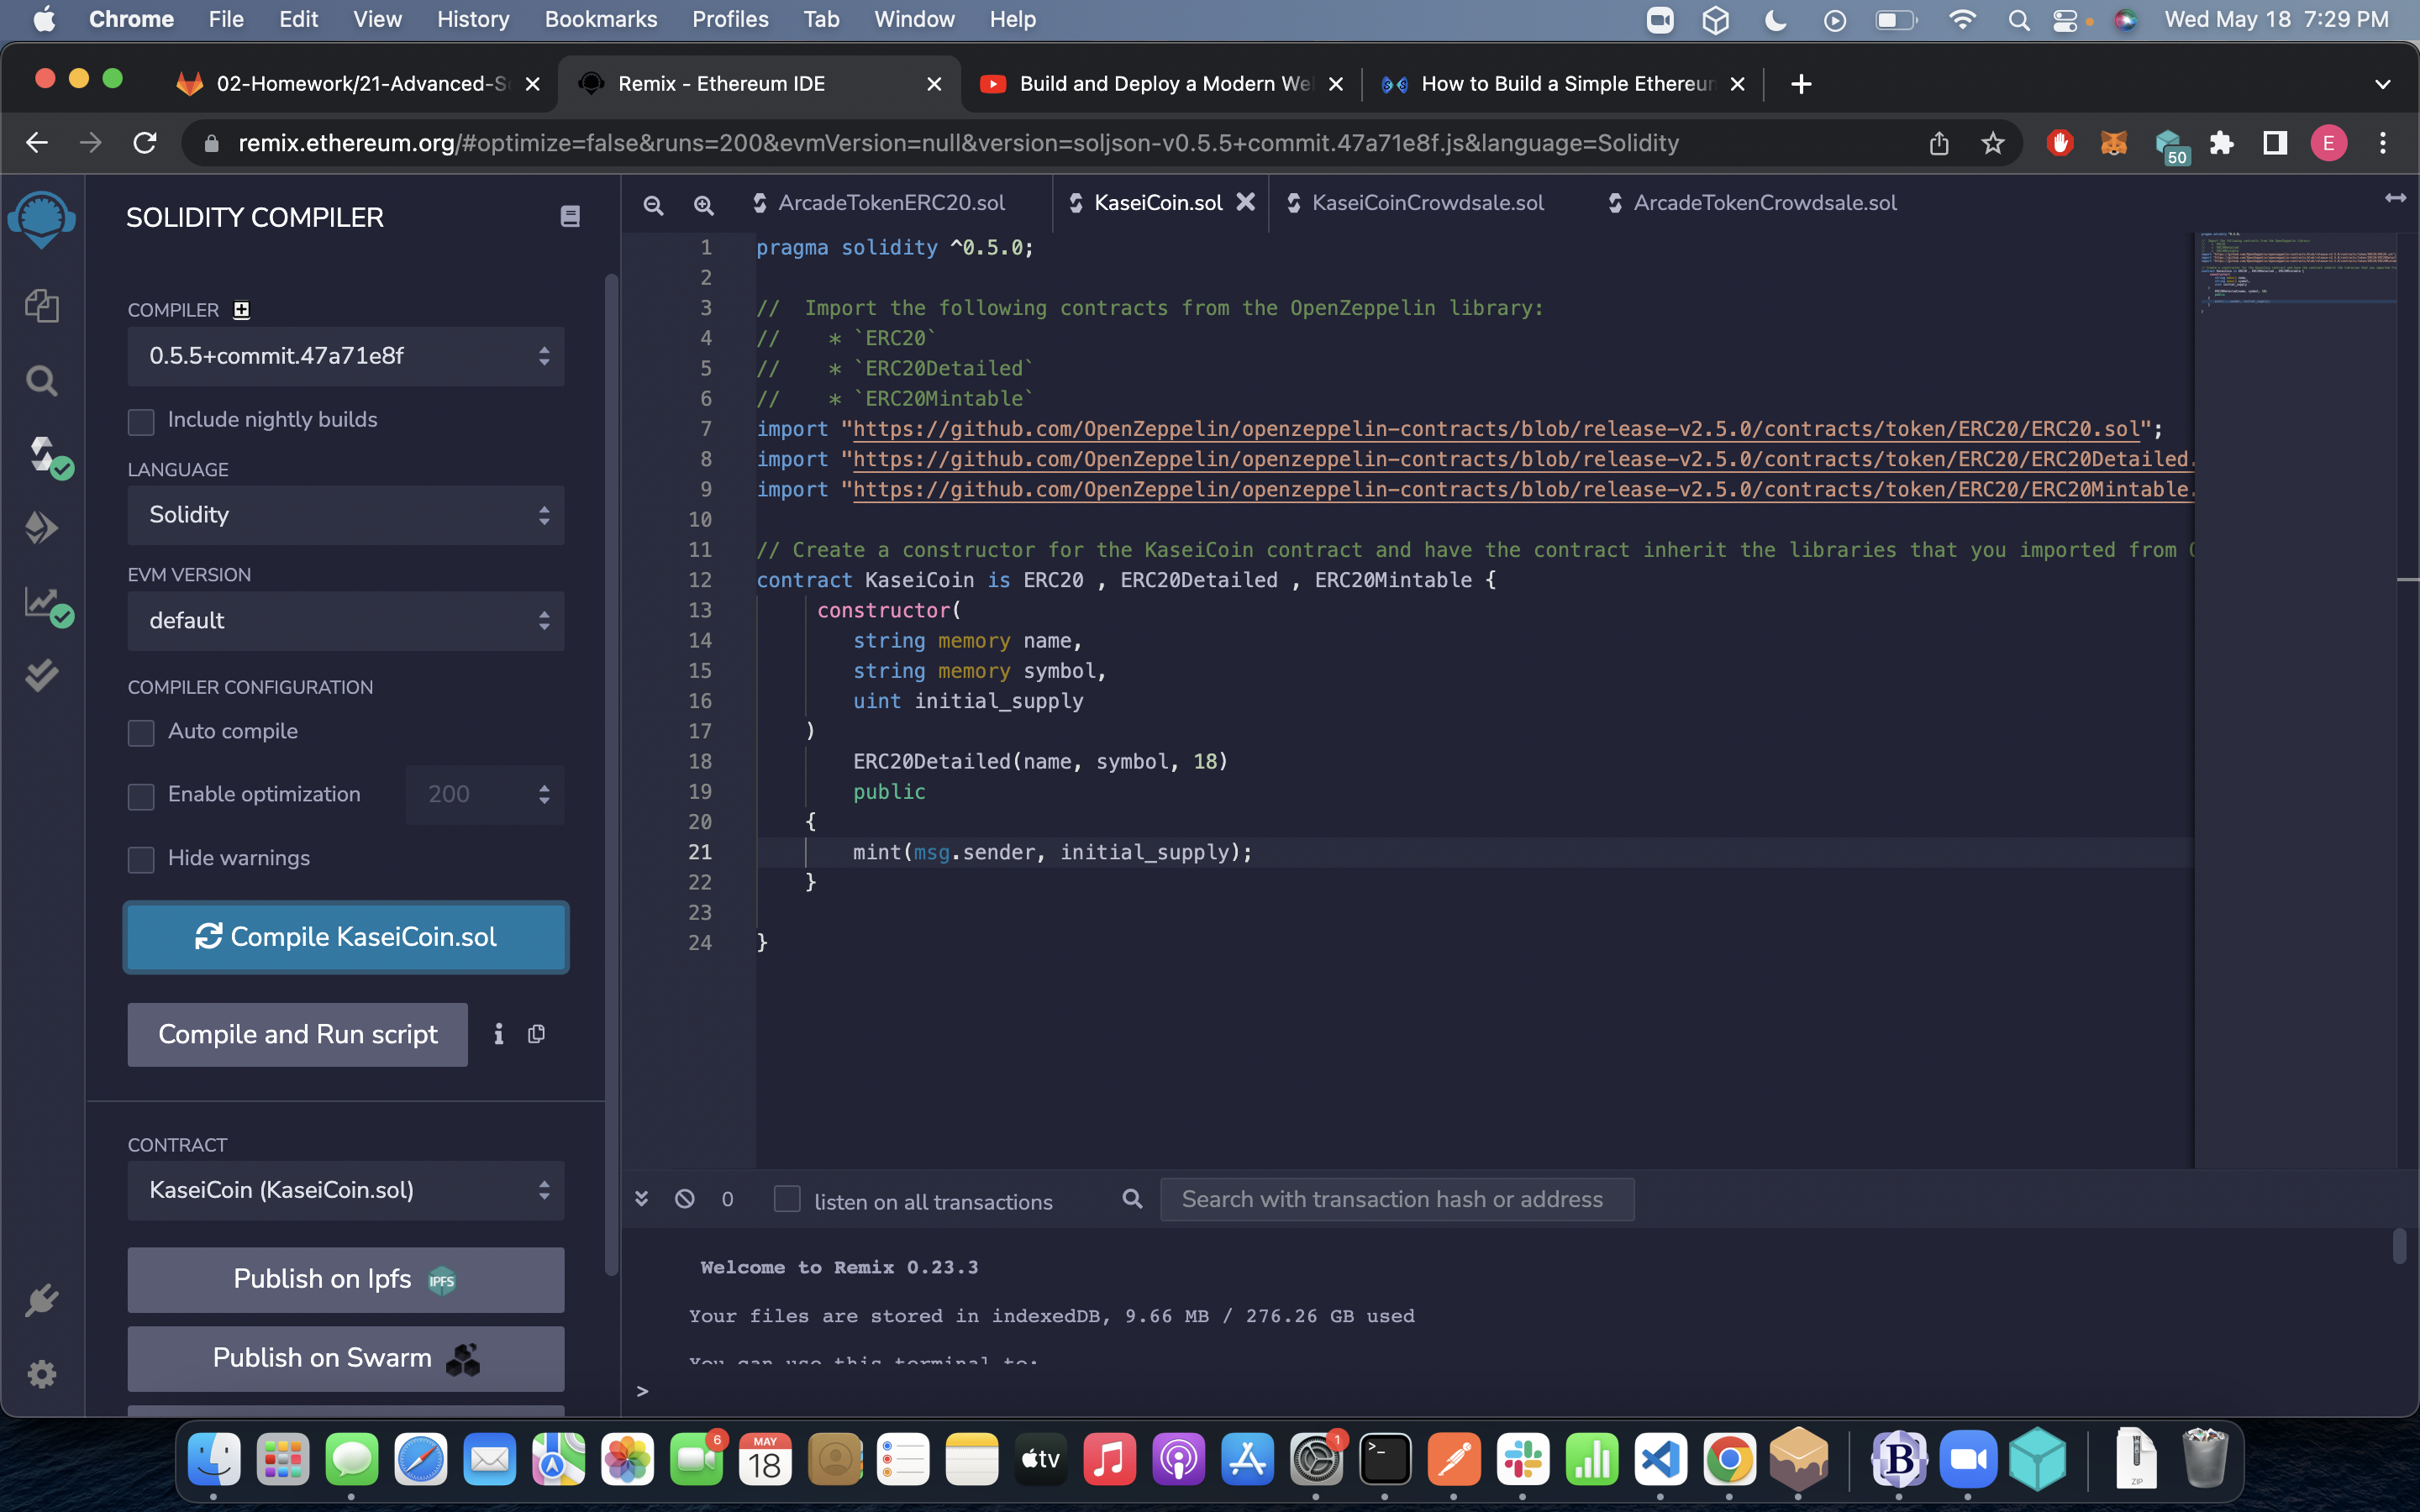 Chrome File Edit View History Bookmarks Profiles Tab Window Help Wed May 18 7:29 PM
02-Homework/21-Advanced-S Remix - Ethereum IDE Build and Deploy a Modern We How to Build a Simple Ethereum
remix.ethereum.org/#optimize=false&runs=200&evmVersion=null&version=soljson-v0.5.5+commit.47a71e8f.js&language=Solidity 50 E
SOLIDITY COMPILER
COMPILER
0.5.5+commit.47a71e8f
Include nightly builds
LANGUAGE
Solidity
EVM VERSION
default
COMPILER CONFIGURATION
Auto compile
Enable optimization 200
Hide warnings
Compile KaseiCoin.sol
Compile and Run script
CONTRACT
KaseiCoin (KaseiCoin.sol)
Publish on Ipfs IPFS
Publish on Swarm
ArcadeTokenERC20.sol KaseiCoin.sol KaseiCoinCrowdsale.sol ArcadeTokenCrowdsale.sol
1 pragma solidity ^0.5.0;
2
3 //  Import the following contracts from the OpenZeppelin library:
4 //    * `ERC20`
5 //    * `ERC20Detailed`
6 //    * `ERC20Mintable`
7 import "https://github.com/OpenZeppelin/openzeppelin-contracts/blob/release-v2.5.0/contracts/token/ERC20/ERC20.sol";
8 import "https://github.com/OpenZeppelin/openzeppelin-contracts/blob/release-v2.5.0/contracts/token/ERC20/ERC20Detailed.
9 import "https://github.com/OpenZeppelin/openzeppelin-contracts/blob/release-v2.5.0/contracts/token/ERC20/ERC20Mintable.
10
11 // Create a constructor for the KaseiCoin contract and have the contract inherit the libraries that you imported from
12 contract KaseiCoin is ERC20 , ERC20Detailed , ERC20Mintable {
13 constructor(
14 string memory name,
15 string memory symbol,
16 uint initial_supply
17 )
18 ERC20Detailed(name, symbol, 18)
19 public
20 {
21 mint(msg.sender, initial_supply);
22 }
23
24 }
0 listen on all transactions Search with transaction hash or address
Welcome to Remix 0.23.3
Your files are stored in indexedDB, 9.66 MB / 276.26 GB used
You can use this terminal to:
>
6 MAY 18 tv 1 >_ B ZIP